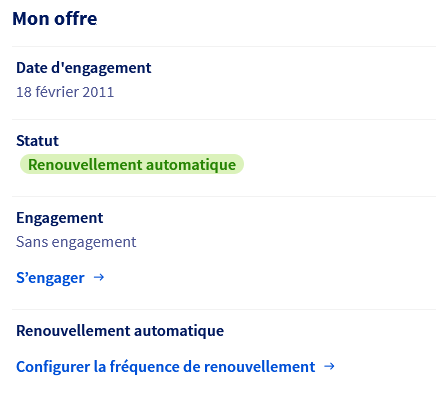 Mon offre
Date d'engagement
18 février 2011
Statut
Renouvellement automatique
Engagement
Sans engagement
S’engager →
Renouvellement automatique
Configurer la fréquence de renouvellement →